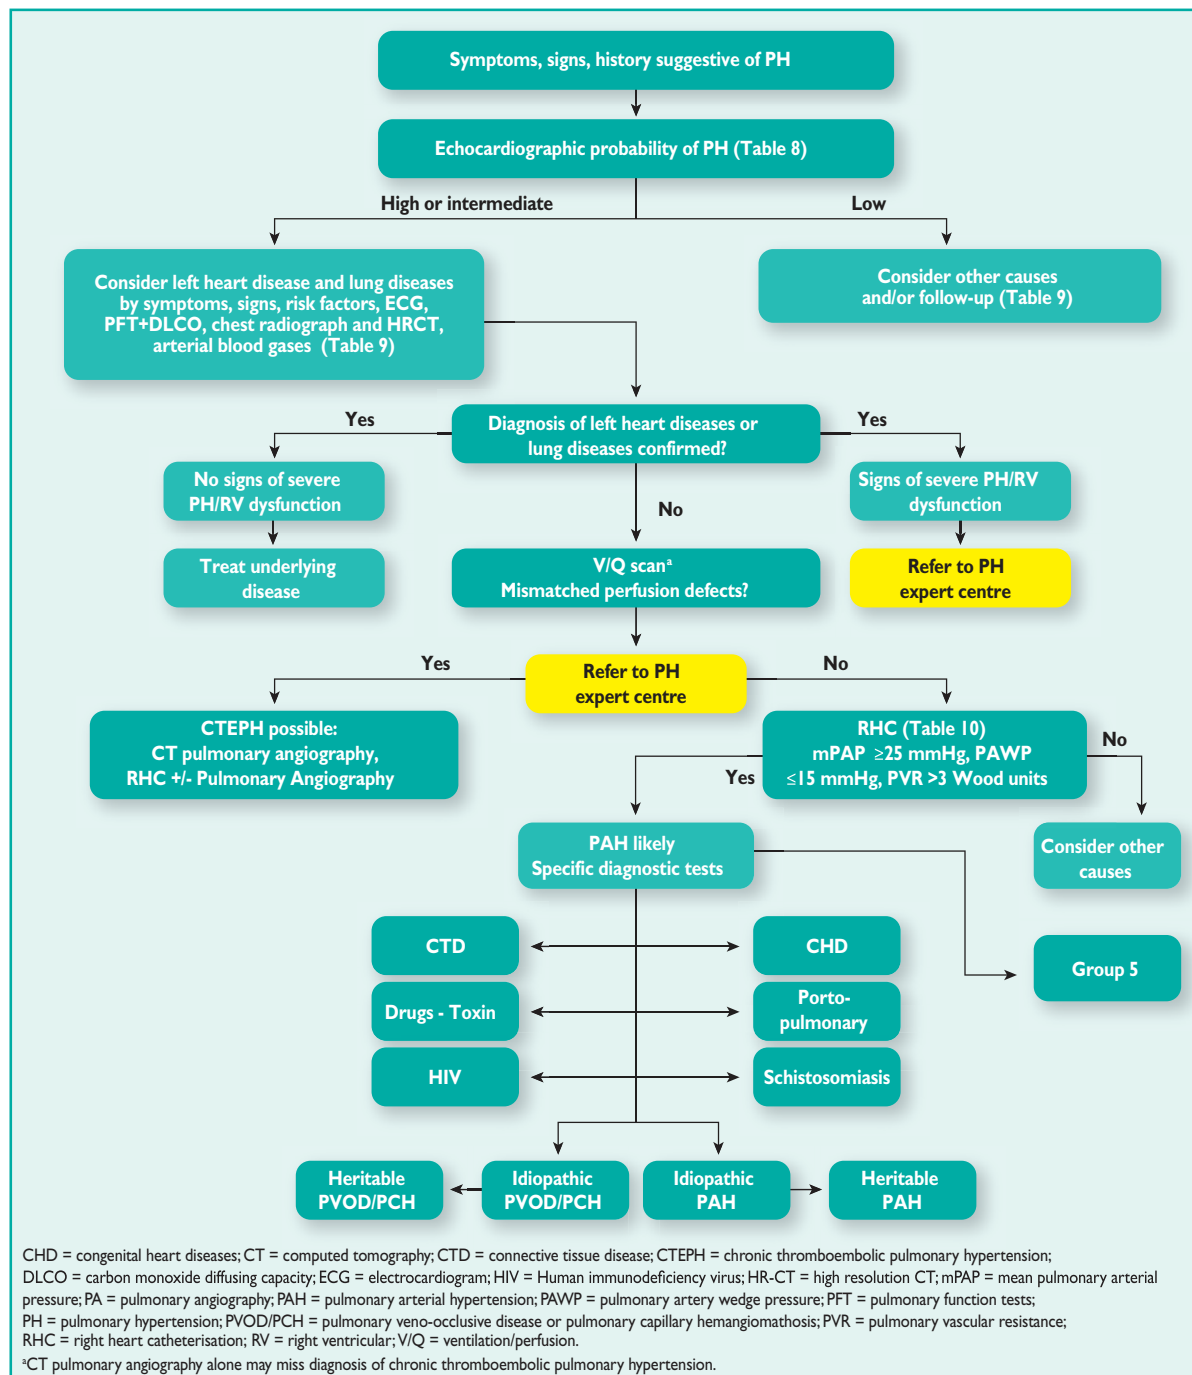 Symptoms, signs, history suggestive of PH
Echocardiographic probability of PH (Table 8)
High or intermediate
Low
Consider left heart disease and lung diseases
by symptoms, signs, risk factors, ECG,
PFT+DLCO, chest radiograph and HRCT,
arterial blood gases (Table 9)
Consider other causes
and/or follow-up (Table 9)
Yes
Diagnosis of left heart diseases or
lung diseases confirmed?
Yes
No signs of severe
PH/RV dysfunction
Signs of severe PH/RV
dysfunction
No
Treat underlying
disease
V/Q scanᵃ
Mismatched perfusion defects?
Refer to PH
expert centre
Yes
Refer to PH
expert centre
No
CTEPH possible:
CT pulmonary angiography,
RHC +/- Pulmonary Angiography
RHC (Table 10)
mPAP ≥25 mmHg, PAWP
≤15 mmHg, PVR >3 Wood units
No
Yes
PAH likely
Specific diagnostic tests
Consider other
causes
CTD
CHD
Group 5
Drugs - Toxin
Porto-
pulmonary
HIV
Schistosomiasis
Heritable
PVOD/PCH
Idiopathic
PVOD/PCH
Idiopathic
PAH
Heritable
PAH
CHD = congenital heart diseases; CT = computed tomography; CTD = connective tissue disease; CTEPH = chronic thromboembolic pulmonary hypertension;
DLCO = carbon monoxide diffusing capacity; ECG = electrocardiogram; HIV = Human immunodeficiency virus; HR-CT = high resolution CT; mPAP = mean pulmonary arterial
pressure; PA = pulmonary angiography; PAH = pulmonary arterial hypertension; PAWP = pulmonary artery wedge pressure; PFT = pulmonary function tests;
PH = pulmonary hypertension; PVOD/PCH = pulmonary veno-occlusive disease or pulmonary capillary hemangiomathosis; PVR = pulmonary vascular resistance;
RHC = right heart catheterisation; RV = right ventricular; V/Q = ventilation/perfusion.
ᵃCT pulmonary angiography alone may miss diagnosis of chronic thromboembolic pulmonary hypertension.